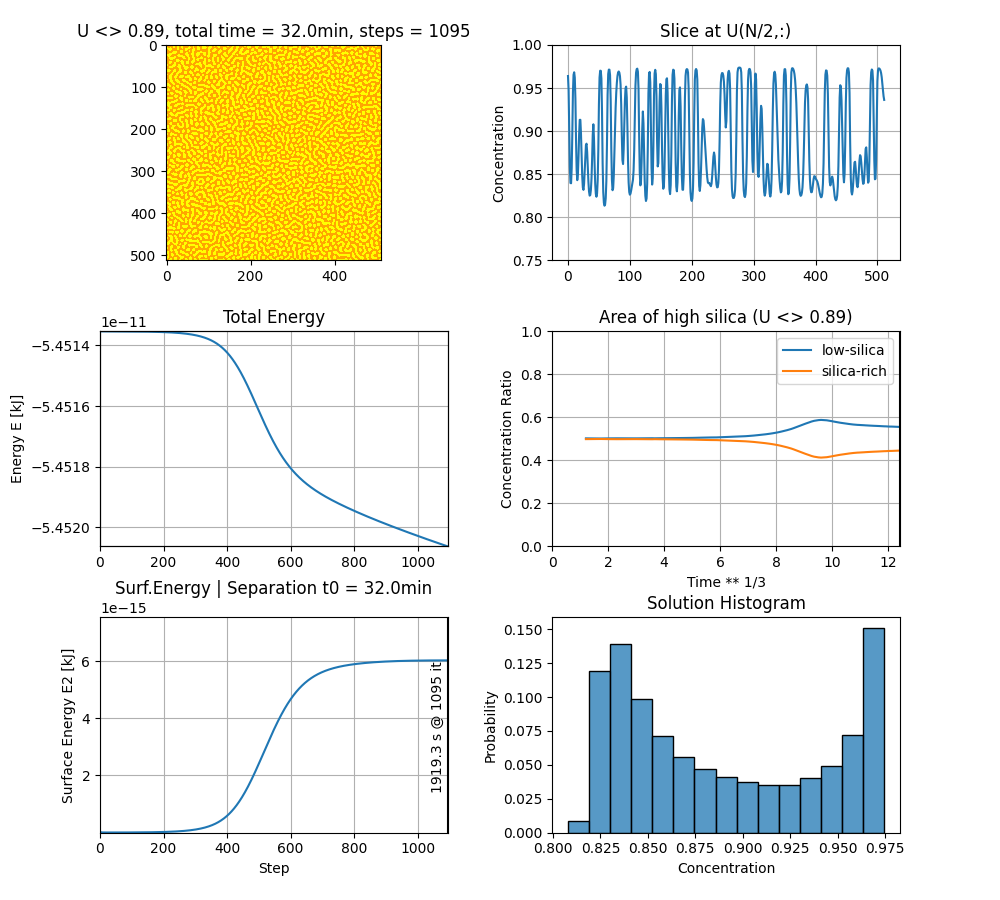 U <> 0.89, total time = 32.0min, steps = 1095
0
100
200
300
400
500
0 200 400
Slice at U(N/2,:)
Concentration
1.00
0.95
0.90
0.85
0.80
0.75
0 100 200 300 400 500
Total Energy
1e−11
Energy E [kJ]
−5.4514
−5.4516
−5.4518
−5.4520
0 200 400 600 800 1000
Area of high silica (U <> 0.89)
Concentration Ratio
1.0
0.8
0.6
0.4
0.2
0.0
low-silica
silica-rich
0 2 4 6 8 10 12
Time ** 1/3
Surf.Energy | Separation t0 = 32.0min
1e−15
Surface Energy E2 [kJ]
6
4
2
1919.3 s @ 1095 it
0 200 400 600 800 1000
Step
Solution Histogram
Probability
0.150
0.125
0.100
0.075
0.050
0.025
0.000
0.800 0.825 0.850 0.875 0.900 0.925 0.950 0.975
Concentration